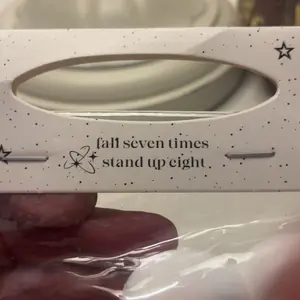 fall seven times
stand up eight